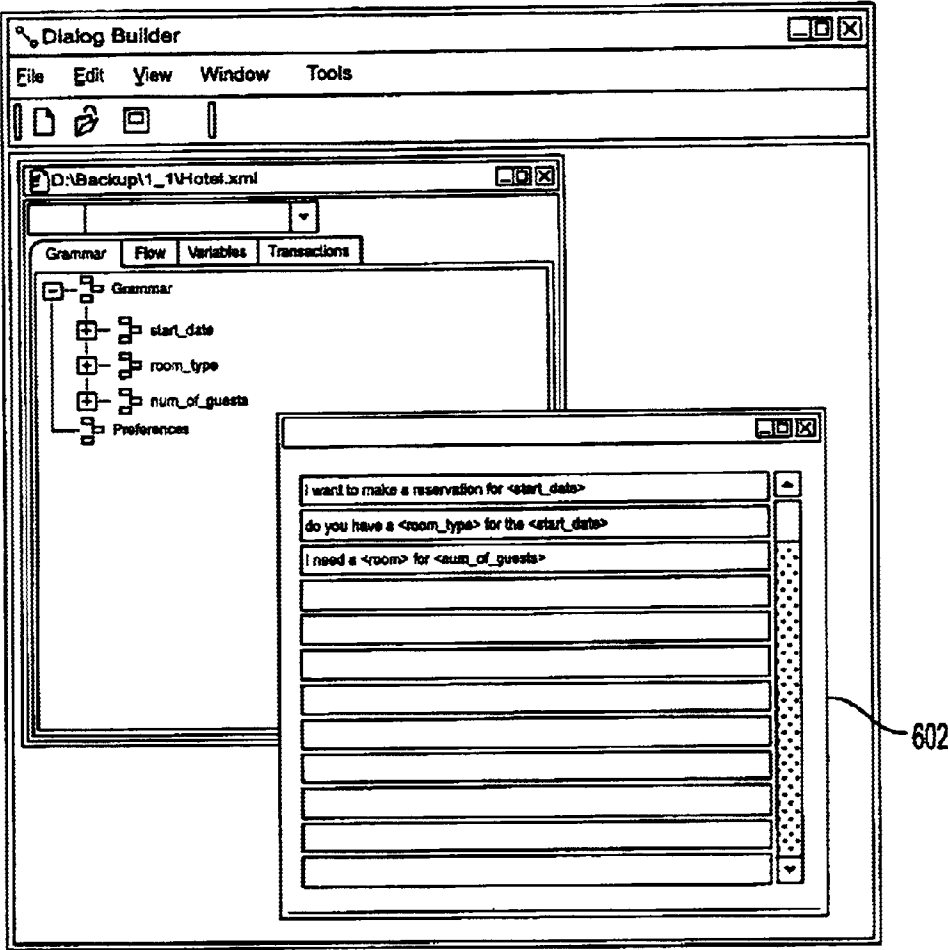 Dialog Builder
File Edit View Window Tools
D:\Backup\1_1\Hotel.xml
Grammar Flow Variables Transactions
Grammar
start_date
room_type
num_of_guests
Preferences
I want to make a reservation for <start_date>
do you have a <room_type> for the <start_date>
I need a <room> for <num_of_guests>
602